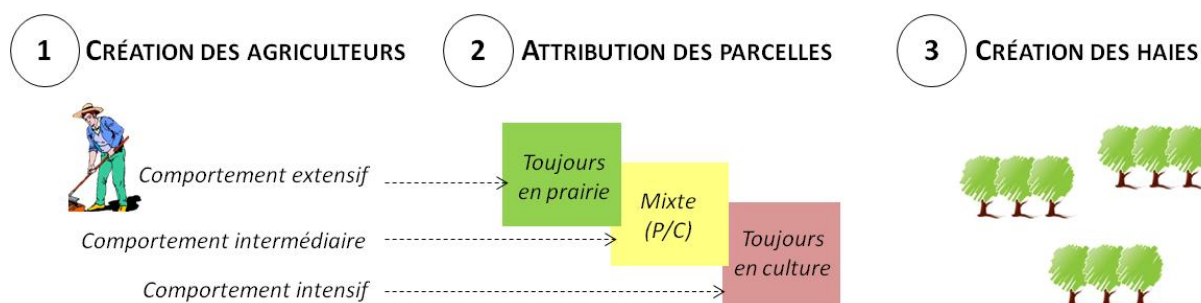 1 CRÉATION DES AGRICULTEURS
2 ATTRIBUTION DES PARCELLES
3 CRÉATION DES HAIES
Comportement extensif
Comportement intermédiaire
Comportement intensif
Toujours
en prairie
Mixte
(P/C)
Toujours
en culture